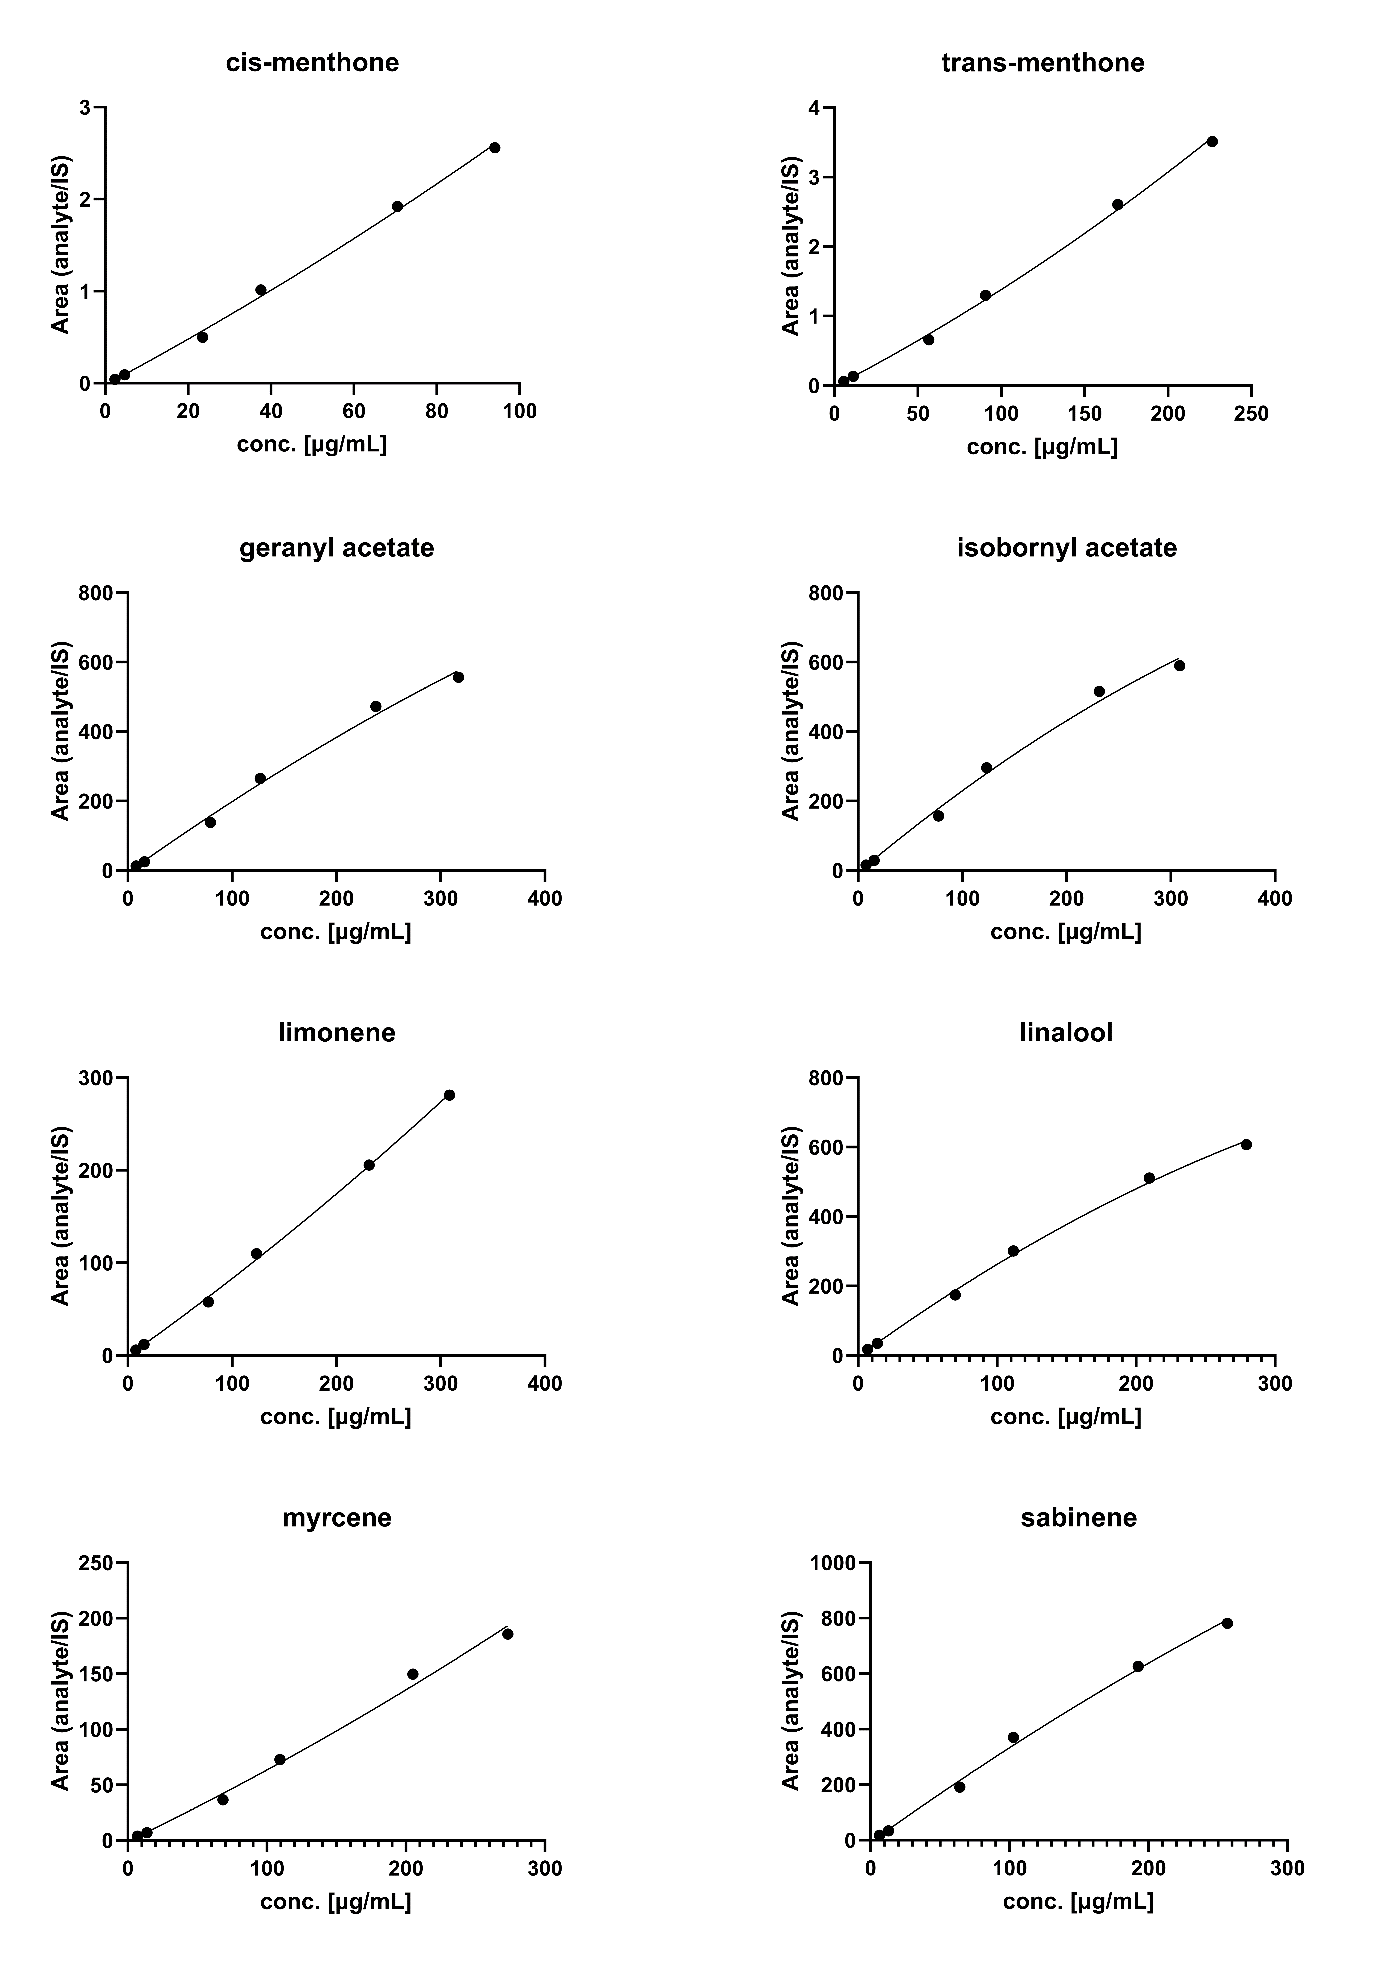 cis-menthone
3
2
1
0
Area (analyte/IS)
0 20 40 60 80 100
conc. [µg/mL]
trans-menthone
4
3
2
1
0
Area (analyte/IS)
0 50 100 150 200 250
conc. [µg/mL]
geranyl acetate
800
600
400
200
0
Area (analyte/IS)
0 100 200 300 400
conc. [µg/mL]
isobornyl acetate
800
600
400
200
0
Area (analyte/IS)
0 100 200 300 400
conc. [µg/mL]
limonene
300
200
100
0
Area (analyte/IS)
0 100 200 300 400
conc. [µg/mL]
linalool
800
600
400
200
0
Area (analyte/IS)
0 100 200 300
conc. [µg/mL]
myrcene
250
200
150
100
50
0
Area (analyte/IS)
0 100 200 300
conc. [µg/mL]
sabinene
1000
800
600
400
200
0
Area (analyte/IS)
0 100 200 300
conc. [µg/mL]